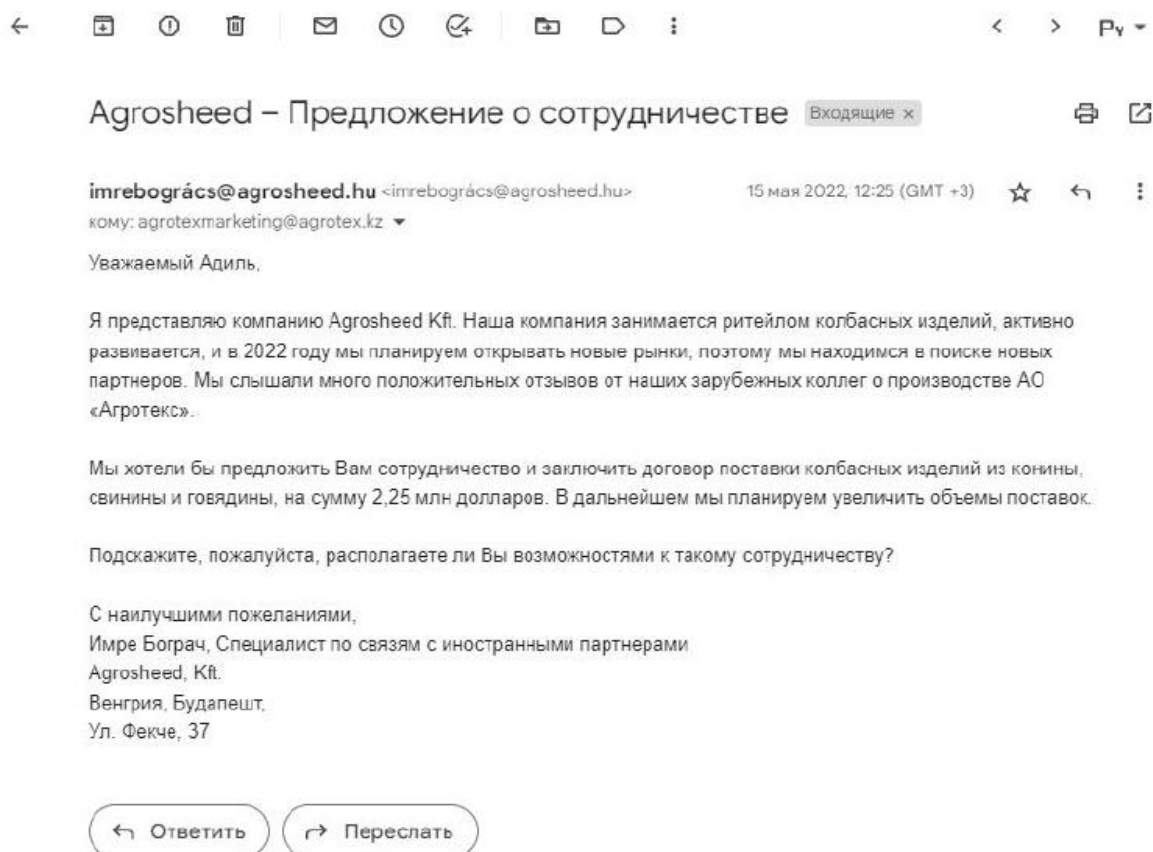 Ру
Agrosheed – Предложение о сотрудничестве Входящие ×
imrebogrács@agrosheed.hu <imrebogrács@agrosheed.hu> 15 мая 2022, 12:25 (GMT +3)
кому: agrotexmarketing@agrotex.kz
Уважаемый Адиль,
Я представляю компанию Agrosheed Kft. Наша компания занимается ритейлом колбасных изделий, активно
развивается, и в 2022 году мы планируем открывать новые рынки, поэтому мы находимся в поиске новых
партнеров. Мы слышали много положительных отзывов от наших зарубежных коллег о производстве АО
«Агротекс».
Мы хотели бы предложить Вам сотрудничество и заключить договор поставки колбасных изделий из конины,
свинины и говядины, на сумму 2,25 млн долларов. В дальнейшем мы планируем увеличить объемы поставок.
Подскажите, пожалуйста, располагаете ли Вы возможностями к такому сотрудничеству?
С наилучшими пожеланиями,
Имре Бограч, Специалист по связям с иностранными партнерами
Agrosheed, Kft.
Венгрия, Будапешт,
Ул. Фекче, 37
Ответить Переслать